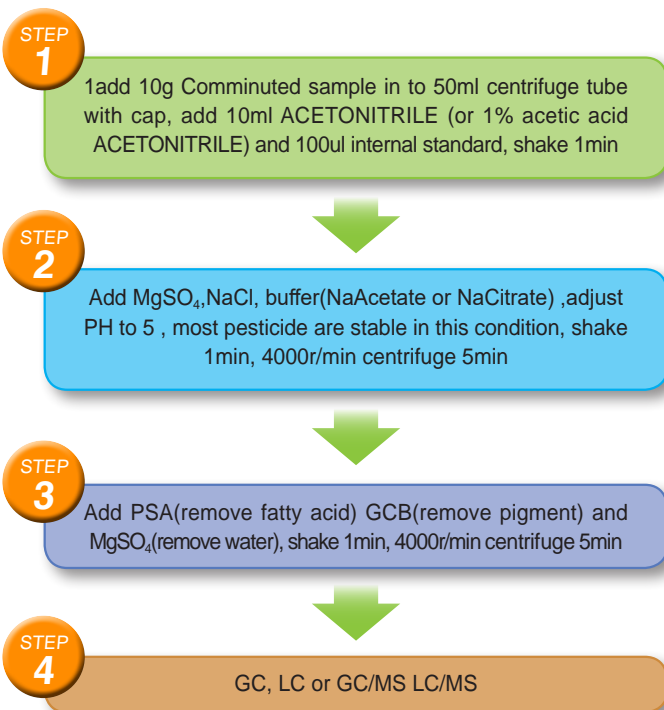 STEP
1
1add 10g Comminuted sample in to 50ml centrifuge tube
with cap, add 10ml ACETONITRILE (or 1% acetic acid
ACETONITRILE) and 100ul internal standard, shake 1min
STEP
2
Add MgSO₄,NaCl, buffer(NaAcetate or NaCitrate) ,adjust
PH to 5 , most pesticide are stable in this condition, shake
1min, 4000r/min centrifuge 5min
STEP
3
Add PSA(remove fatty acid) GCB(remove pigment) and
MgSO₄(remove water), shake 1min, 4000r/min centrifuge 5min
STEP
4
GC, LC or GC/MS LC/MS